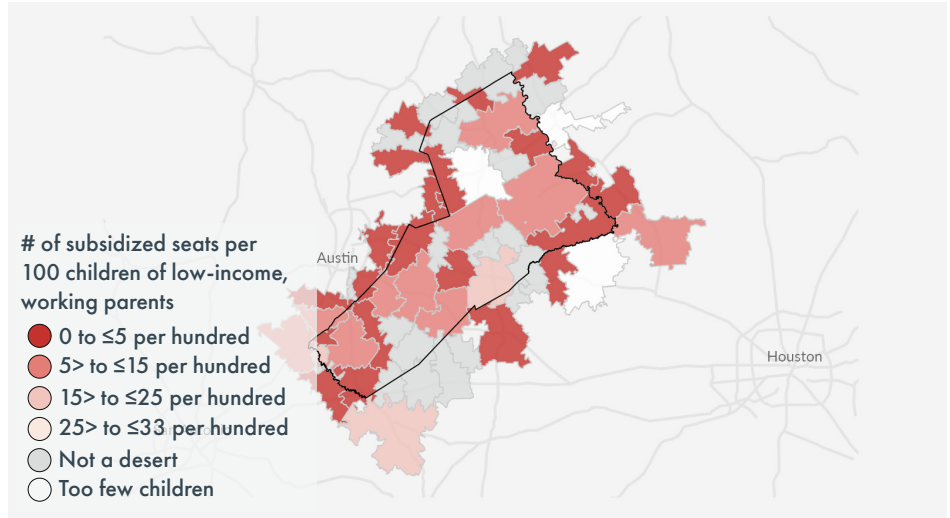 # of subsidized seats per
100 children of low-income,
working parents
0 to ≤5 per hundred
5> to ≤15 per hundred
15> to ≤25 per hundred
25> to ≤33 per hundred
Not a desert
Too few children
Austin
Houston